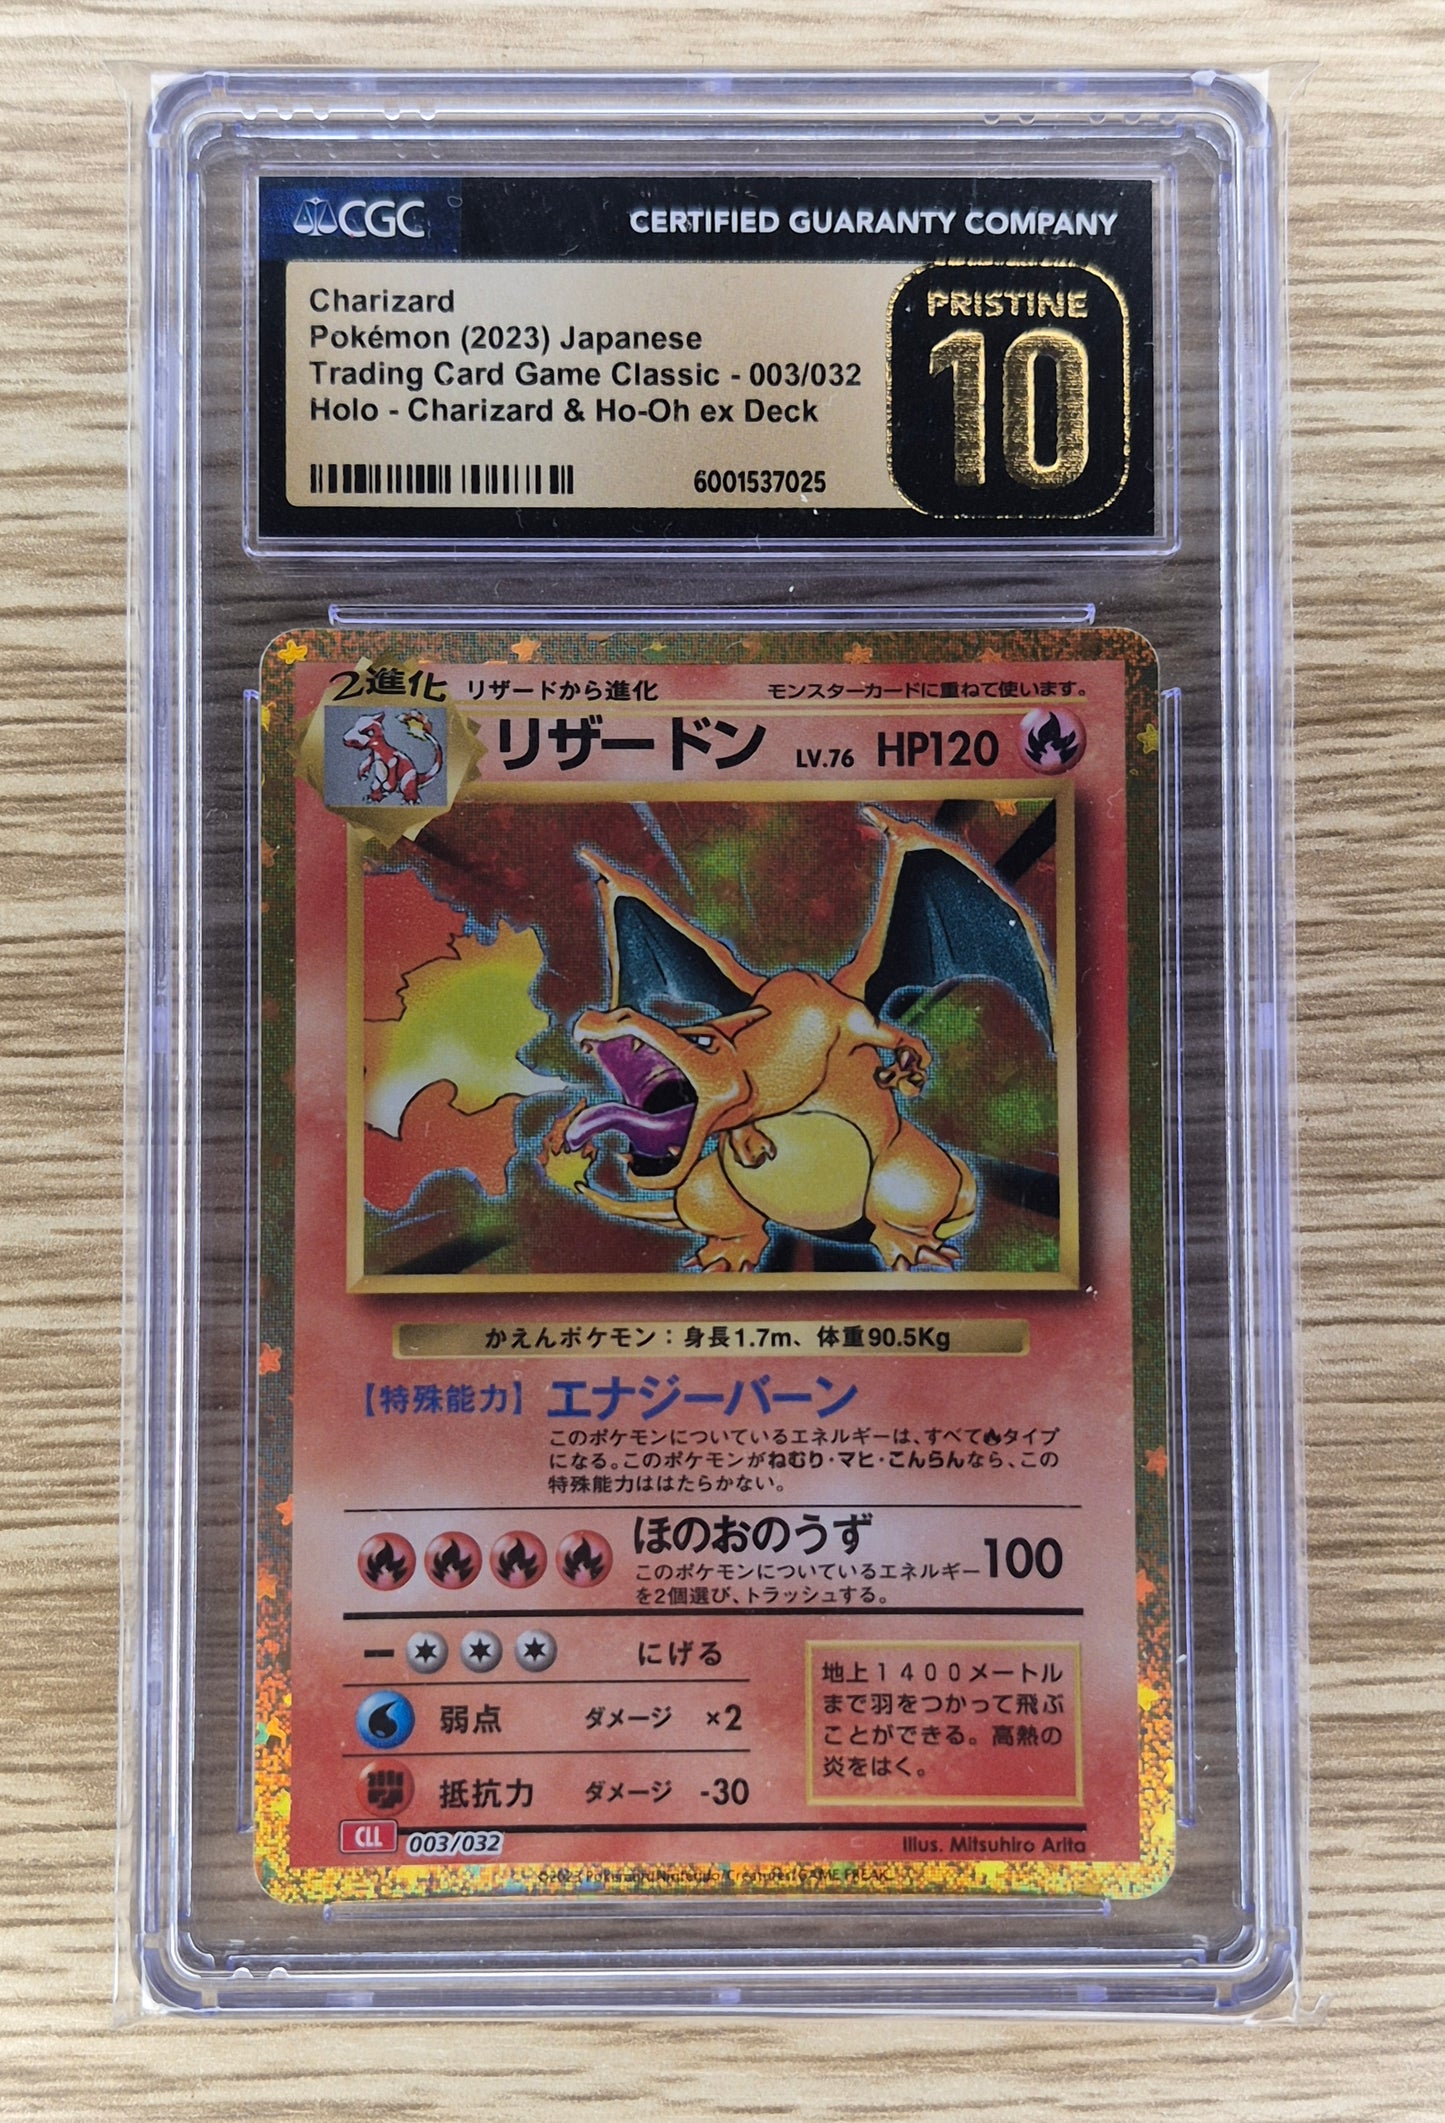 CGC
CERTIFIED GUARANTY COMPANY
Charizard
Pokémon (2023) Japanese
Trading Card Game Classic - 003/032
Holo - Charizard & Ho-Oh ex Deck
6001537025
PRISTINE
10
2進化
リザードから進化
モンスターカードに重ねて使います。
リザードン LV.76 HP120
かえんポケモン：身長1.7m、体重90.5Kg
【特殊能力】エナジーバーン
このポケモンについているエネルギーは、すべて タイプ
になる。このポケモンがねむり・マヒ・こんらんなら、この
特殊能力ははたらかない。
ほのおのうず
100
このポケモンについているエネルギー
を2個選び、トラッシュする。
にげる
弱点 ダメージ ×2
抵抗力 ダメージ -30
地上１４００メートル
まで羽をつかって飛ぶ
ことができる。高熱の
炎をはく。
CLL 003/032
Illus. Mitsuhiro Arita
©2023 Pokémon/Nintendo/Creatures/GAME FREAK